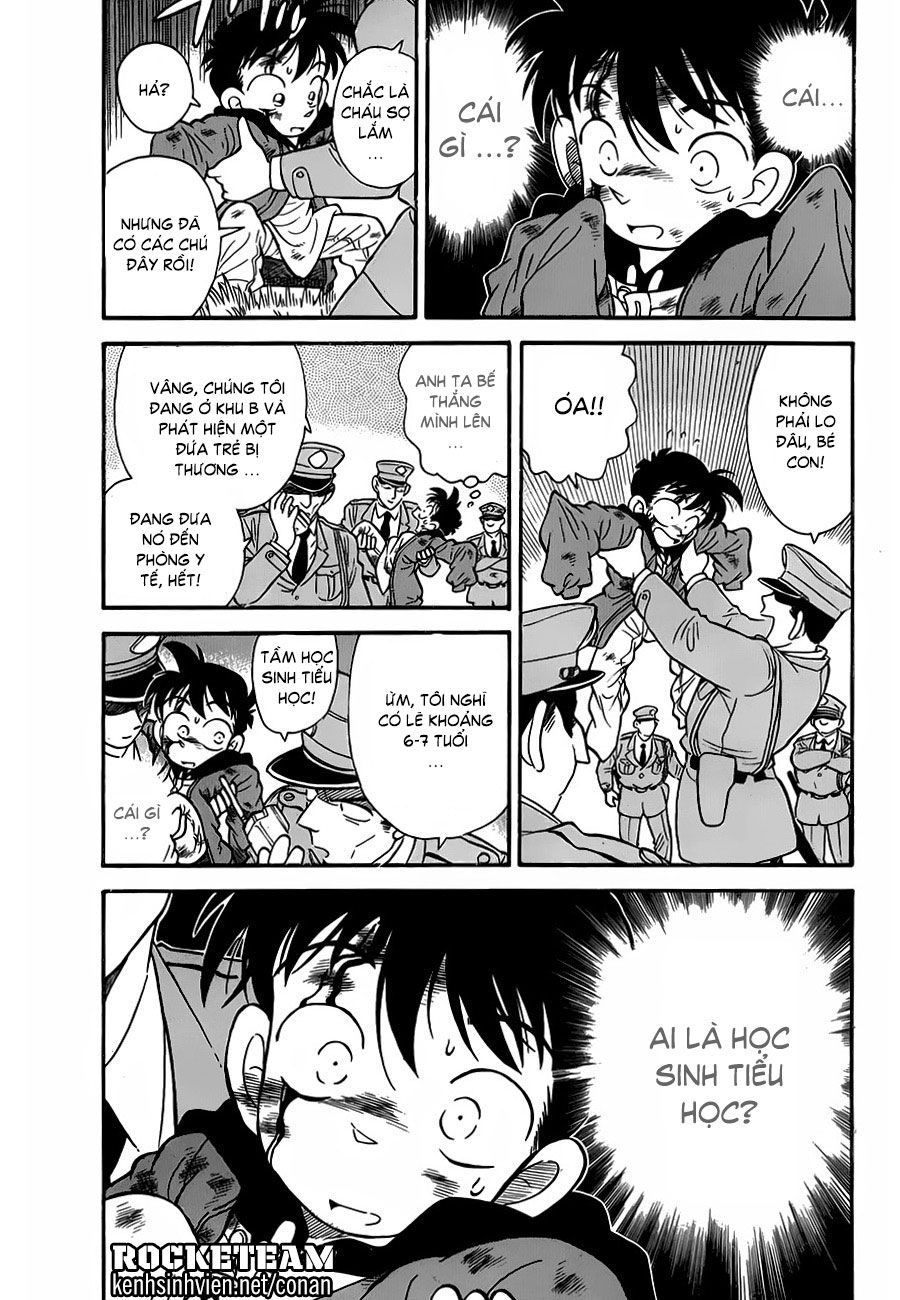 CÁI...
CÁI
GÌ ...?
CHẮC LÀ
CHÁU SỢ
LẮM
...
HẢ?
NHƯNG ĐÃ
CÓ CÁC CHÚ
ĐÂY RỒI!
KHÔNG
PHẢI LO
ĐÂU, BÉ
CON!
ÓA!!
ANH TA BẾ
THẲNG
MÌNH LÊN
...
VÂNG, CHÚNG TÔI
ĐANG Ở KHU B VÀ
PHÁT HIỆN MỘT
ĐỨA TRẺ BỊ
THƯƠNG ...
ĐANG ĐƯA
NÓ ĐẾN
PHÒNG Y
TẾ, HẾT!
ỪM, TÔI NGHĨ
CÓ LẼ KHOẢNG
6-7 TUỔI
...
TẦM HỌC
SINH TIỂU
HỌC!
CÁI GÌ
...?
AI LÀ HỌC
SINH TIỂU
HỌC?
ROCKETEAM
kenhsinhvien.net/conan